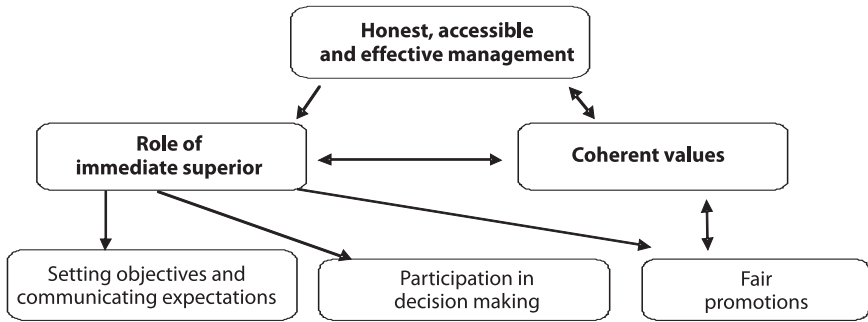 Honest, accessible
and effective management
Role of
immediate superior
Coherent values
Setting objectives and
communicating expectations
Participation in
decision making
Fair
promotions